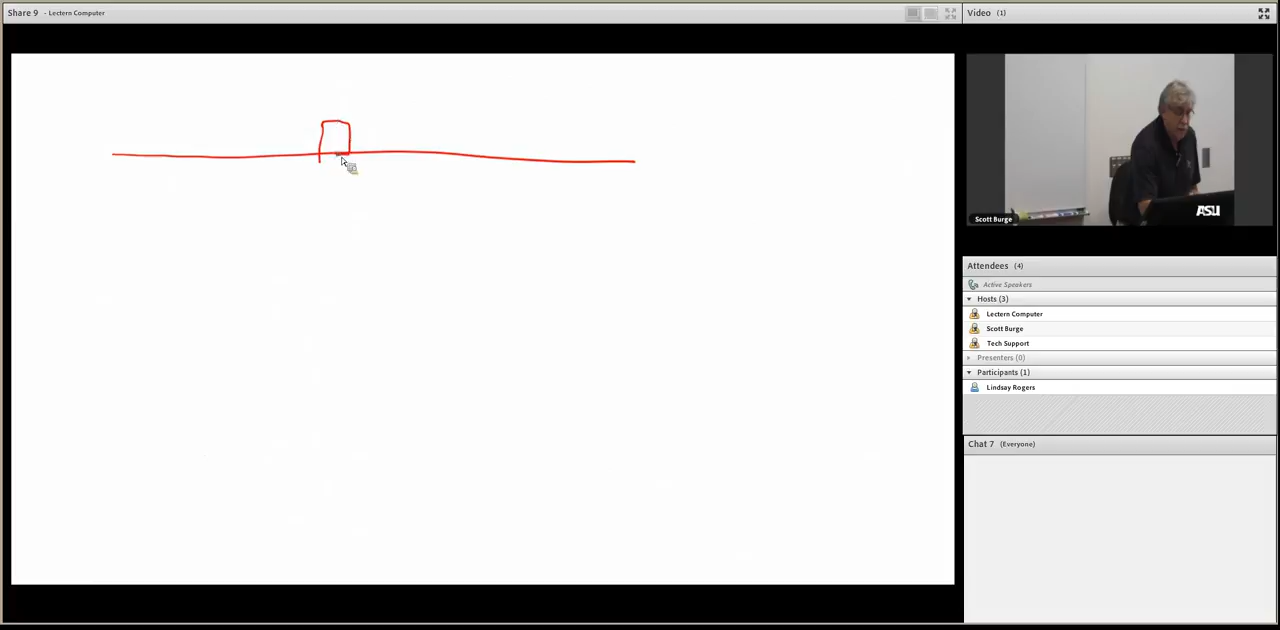 Share 9 - Lectern Computer
Video (1)
Scott Burge
ASU
Attendees (4)
Active Speakers
Hosts (3)
Lectern Computer
Scott Burge
Tech Support
Presenters (0)
Participants (1)
Lindsay Rogers
Chat 7 (Everyone)